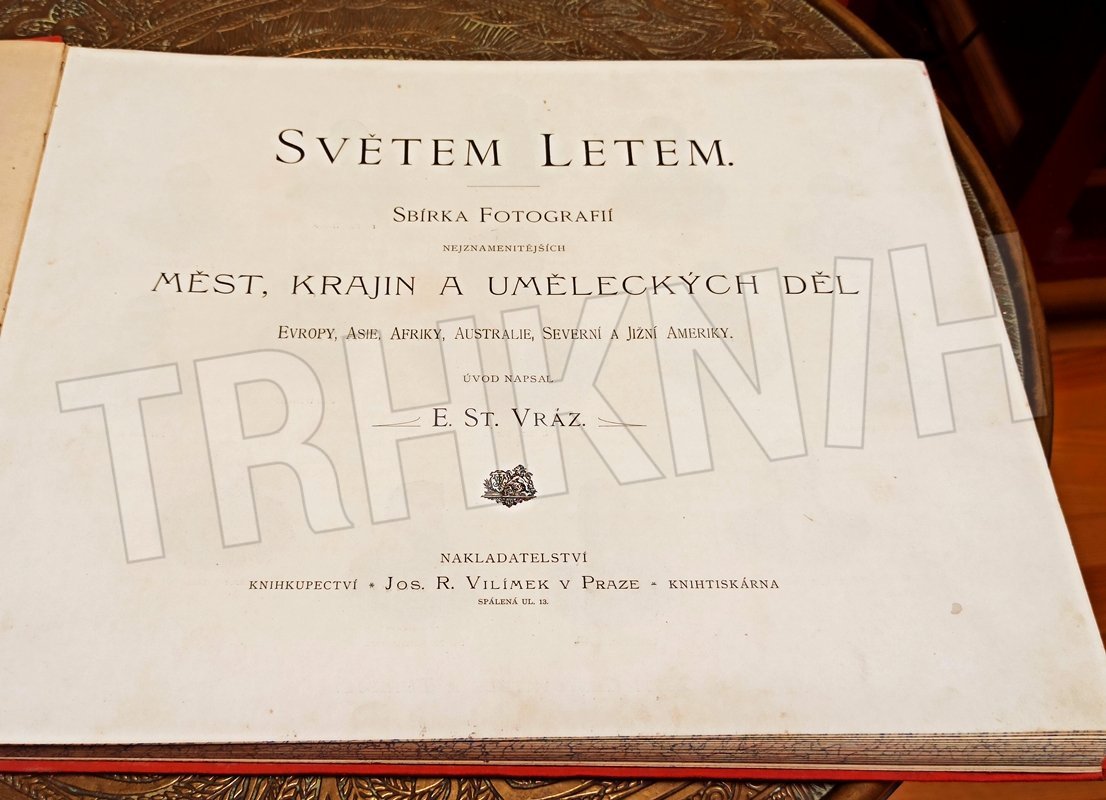 SVĚTEM LETEM.
SBÍRKA FOTOGRAFIÍ
NEJZNAMENITĚJŠÍCH
MĚST, KRAJIN A UMĚLECKÝCH DĚL
EVROPY, ASIE, AFRIKY, AUSTRALIE, SEVERNÍ A JIŽNÍ AMERIKY.
ÚVOD NAPSAL
E. ST. VRÁZ.
TRHKNIH
NAKLADATELSTVÍ
KNIHKUPECTVÍ * JOS. R. VILÍMEK V PRAZE * KNIHTISKÁRNA
SPÁLENÁ UL. 13.